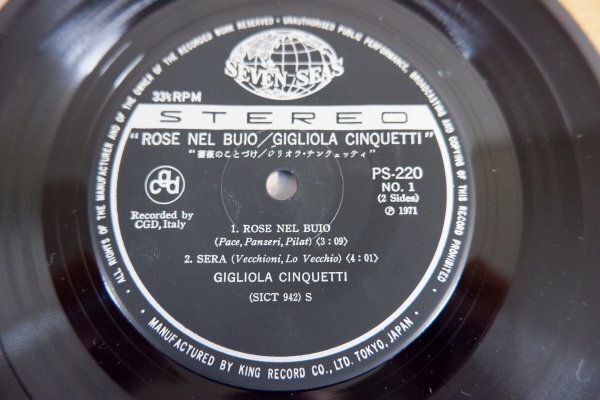 ALL RIGHTS OF THE MANUFACTURER AND OF THE OWNER OF THE RECORDED WORK RESERVED • UNAUTHORISED PUBLIC PERFORMANCE, BROADCASTING AND COPYING OF THIS RECORD PROHIBITED •
SEVEN SEAS
33⅓RPM
STEREO
"ROSE NEL BUIO/GIGLIOLA CINQUETTI"
"薔薇のことづけ/ジリオラ・チンクェッティ"
cgd
PS-220
NO. 1
(2 Sides)
Ⓟ 1971
Recorded by
CGD, Italy
1. ROSE NEL BUIO
(Pace, Panzeri, Pilat) (3:09)
2. SERA (Vecchioni, Lo Vecchio) (4:01)
GIGLIOLA CINQUETTI
(SICT 942) S
• MANUFACTURED BY KING RECORD CO., LTD. TOKYO, JAPAN •